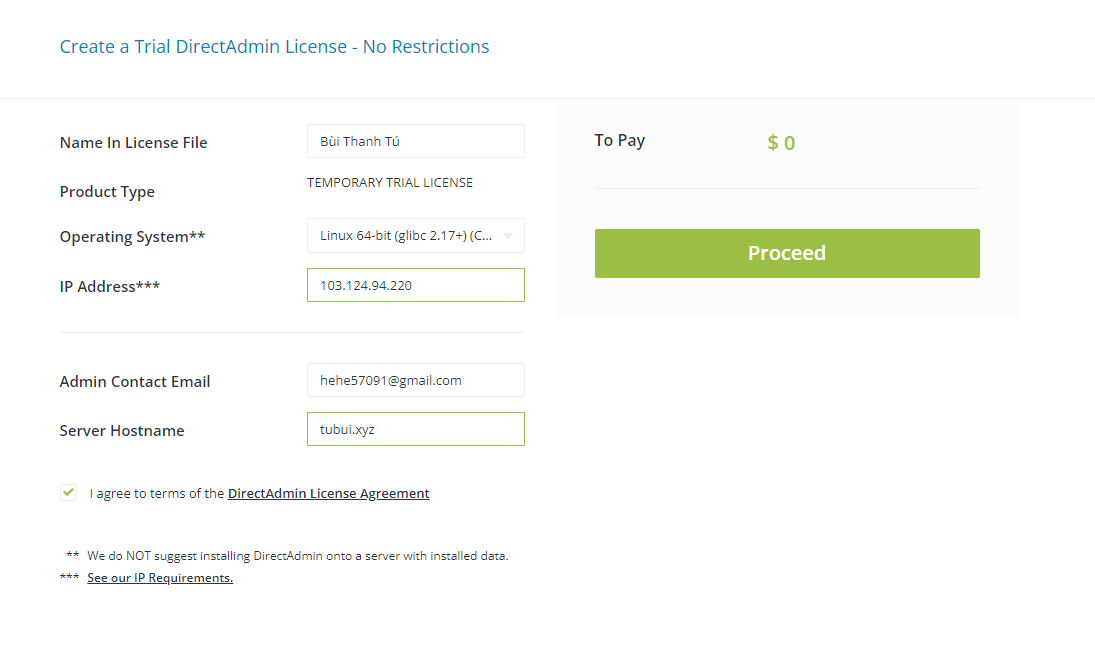 Create a Trial DirectAdmin License - No Restrictions
Name In License File
Bùi Thanh Tú
To Pay
$ 0
Product Type
TEMPORARY TRIAL LICENSE
Operating System**
Linux 64-bit (glibc 2.17+) (C...
Proceed
IP Address***
103.124.94.220
Admin Contact Email
hehe57091@gmail.com
Server Hostname
tubui.xyz
I agree to terms of the DirectAdmin License Agreement
** We do NOT suggest installing DirectAdmin onto a server with installed data.
*** See our IP Requirements.